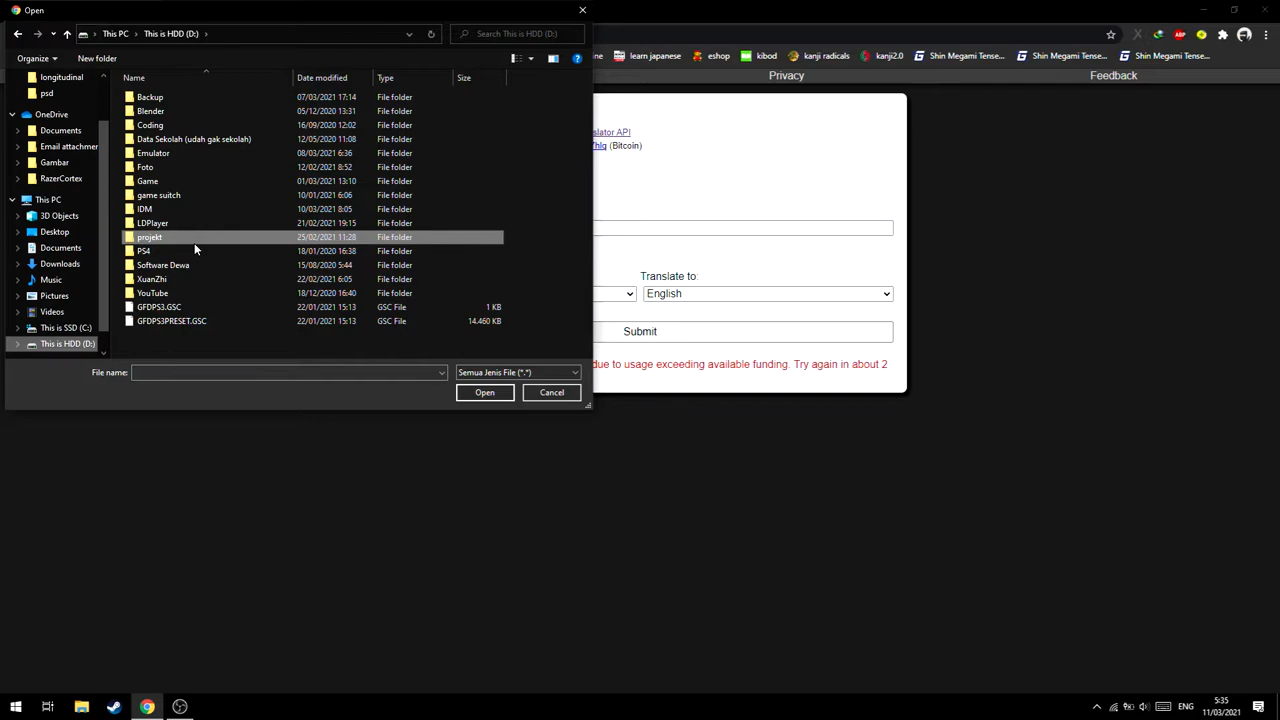 Open
This PC
This is HDD (D:)
Search This is HDD (D:)
Organize
New folder
longitudinal
psd
OneDrive
Documents
Email attachmer
Gambar
RazerCortex
This PC
3D Objects
Desktop
Documents
Downloads
Music
Pictures
Videos
This is SSD (C:)
This is HDD (D:)
Name Date modified Type Size
Backup 07/03/2021 17:14 File folder
Blender 05/12/2020 13:31 File folder
Coding 16/09/2020 12:02 File folder
Data Sekolah (udah gak sekolah) 12/05/2020 11:08 File folder
Emulator 08/03/2021 6:36 File folder
Foto 12/02/2021 8:52 File folder
Game 01/03/2021 13:10 File folder
game suitch 10/01/2021 6:06 File folder
IDM 10/03/2021 8:05 File folder
LDPlayer 21/02/2021 19:15 File folder
projekt 25/02/2021 11:28 File folder
PS4 18/01/2020 16:38 File folder
Software Dewa 15/08/2020 5:44 File folder
XuanZhi 22/02/2021 6:05 File folder
YouTube 18/12/2020 16:40 File folder
GFDPS3.GSC 22/01/2021 15:13 GSC File 1 KB
GFDPS3PRESET.GSC 22/01/2021 15:13 GSC File 14.460 KB
File name:
Semua Jenis File (*.*)
Open
Cancel
ne
learn japanese
eshop
kibod
kanji radicals
kanji2.0
Shin Megami Tense...
Shin Megami Tense...
Shin Megami Tense...
ABP
Privacy
Feedback
slator API
Yhlq (Bitcoin)
Translate to:
English
Submit
due to usage exceeding available funding. Try again in about 2
ENG
5:35
11/03/2021